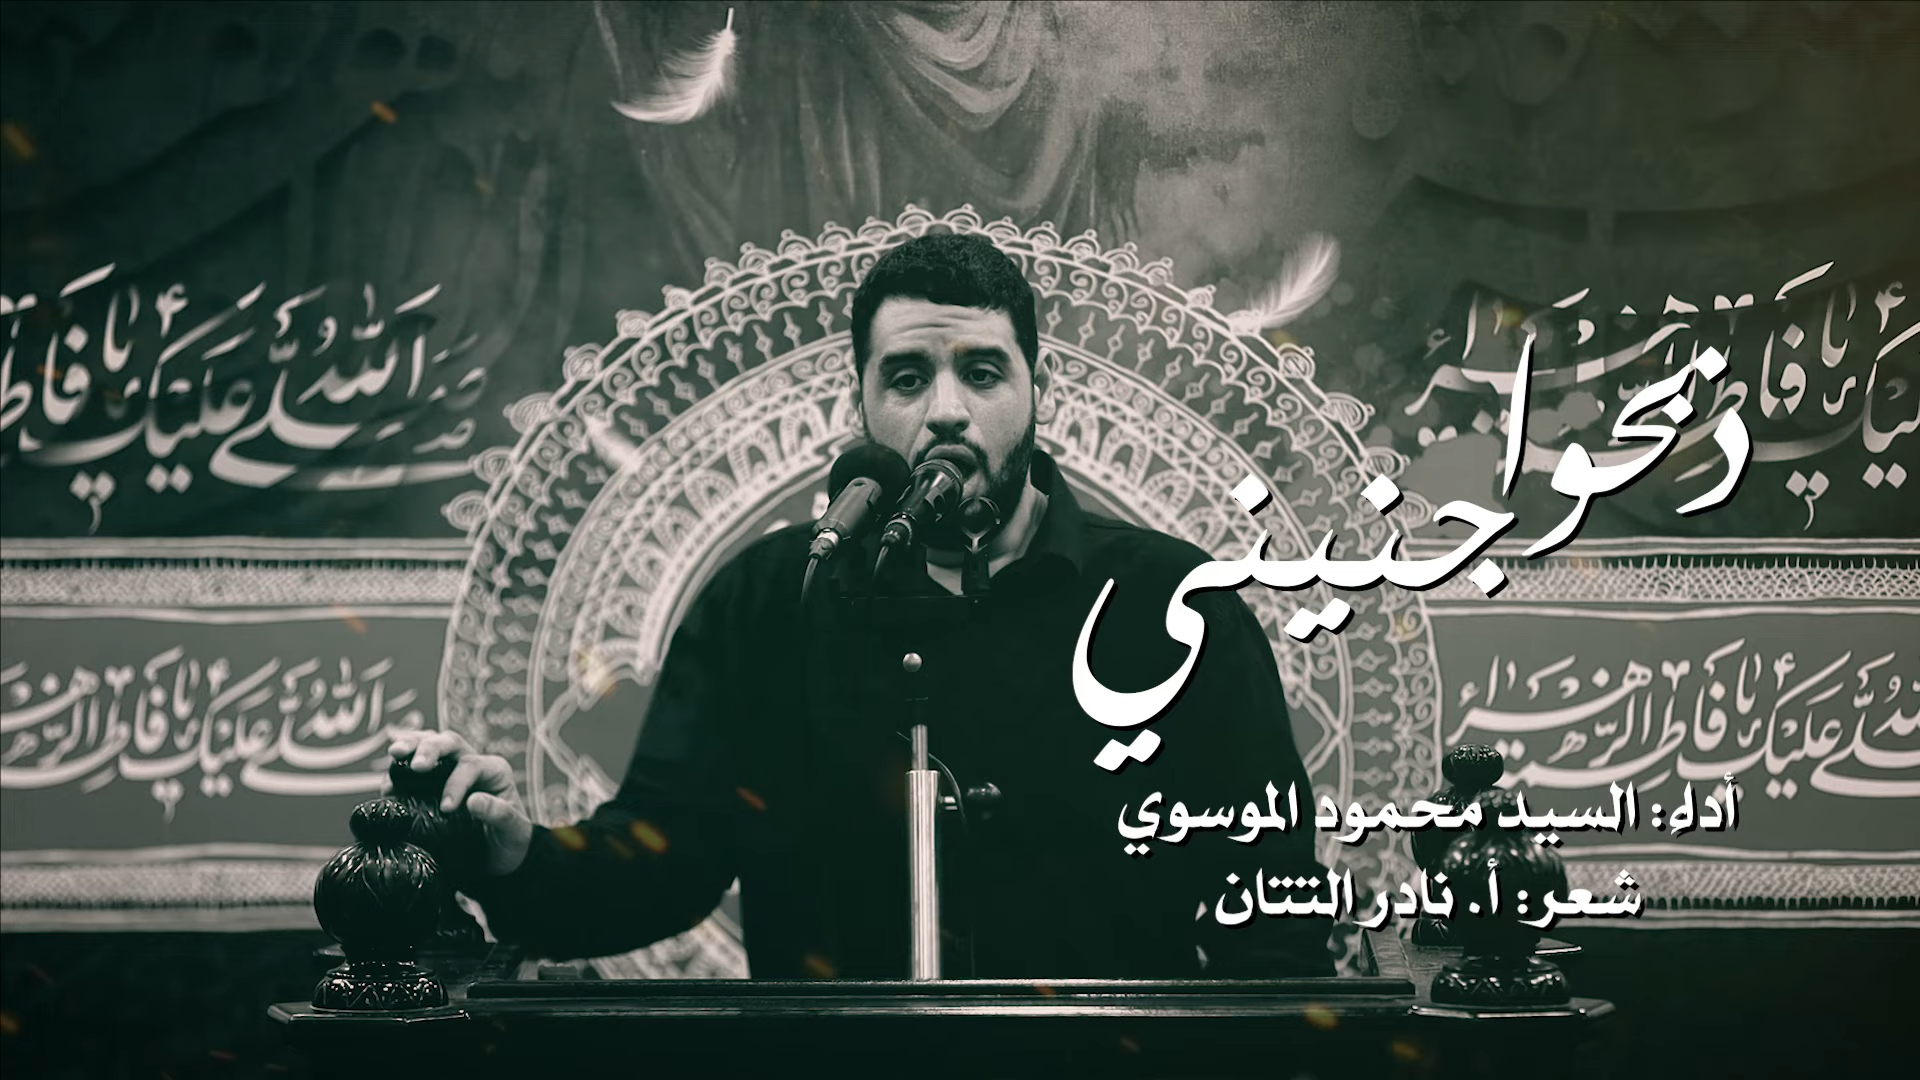 صلى الله عليك يا فاطمة الزهراء
ذبحوا جنيني
صلى الله عليك يا فاطمة الزهراء
أداء: السيد محمود الموسوي
شعر: أ. نادر التتان